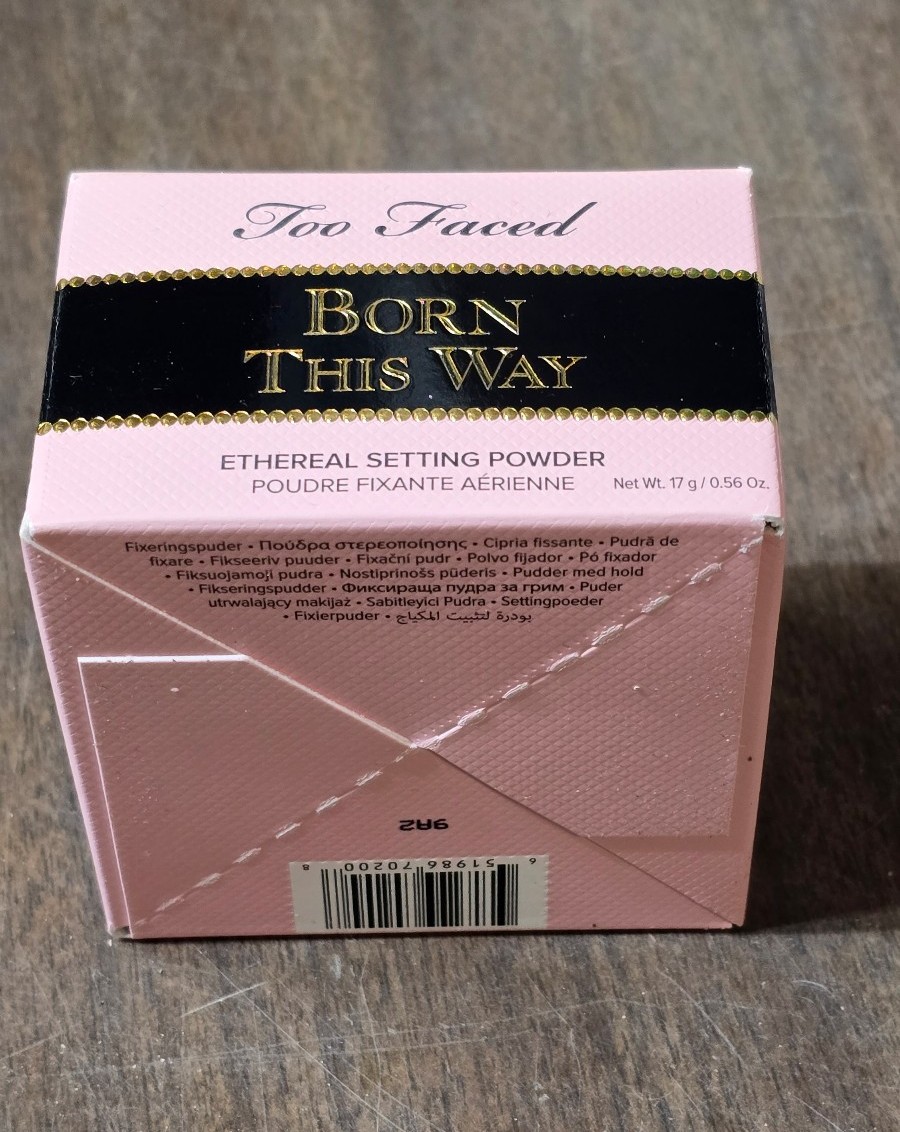 Too Faced
BORN
THIS WAY
ETHEREAL SETTING POWDER
POUDRE FIXANTE AÉRIENNE Net Wt. 17 g / 0.56 Oz.
Fixeringspuder • Πούδρα στερεοποίησης • Cipria fissante • Pudră de
fixare • Fikseeriv puuder • Fixační pudr • Polvo fijador • Pó fixador
• Fiksuojamoji pudra • Nostiprinošs pūderis • Pudder med hold
• Fikseringspudder • Фиксираща пудра за грим • Puder
utrwalający makijaż • Sabitleyici Pudra • Settingpoeder
• Fixierpuder • بودرة لتثبيت المكياج
6 51986 70200 8